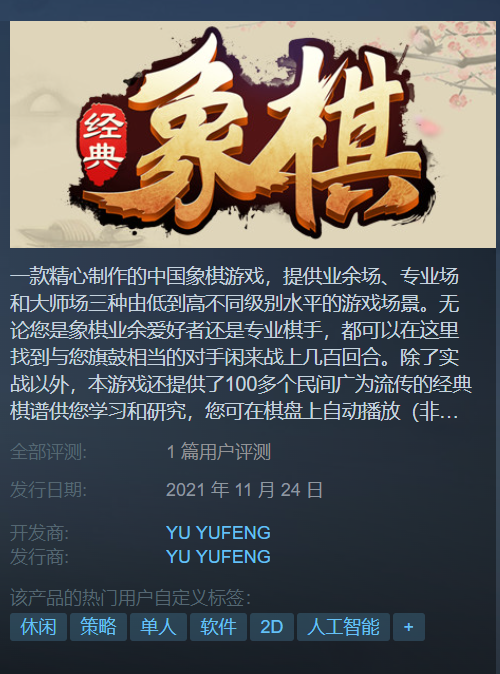 经典
象棋
一款精心制作的中国象棋游戏，提供业余场、专业场
和大师场三种由低到高不同级别水平的游戏场景。无
论您是象棋业余爱好者还是专业棋手，都可以在这里
找到与您旗鼓相当的对手闲来战上几百回合。除了实
战以外，本游戏还提供了100多个民间广为流传的经典
棋谱供您学习和研究，您可在棋盘上自动播放（非…
全部评测: 1 篇用户评测
发行日期: 2021 年 11 月 24 日
开发商: YU YUFENG
发行商: YU YUFENG
该产品的热门用户自定义标签:
休闲 策略 单人 软件 2D 人工智能 +